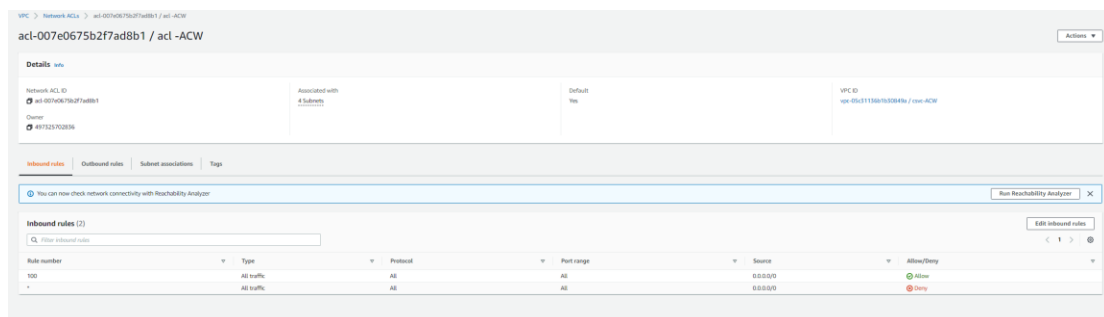 VPC > Network ACLs > acl-007e0675b2f7ad8b1 / acl -ACW
acl-007e0675b2f7ad8b1 / acl -ACW
Actions
Details Info
Network ACL ID
acl-007e0675b2f7ad8b1
Associated with
4 Subnets
Default
Yes
VPC ID
/ csvc-ACW
Owner
497325702836
Inbound rules Outbound rules Subnet associations Tags
You can now check network connectivity with Reachability Analyzer
Run Reachability Analyzer
Inbound rules (2)
Edit inbound rules
Filter inbound rules
1
Rule number Type Protocol Port range Source Allow/Deny
100 All traffic All All 0.0.0.0/0 Allow
* All traffic All All 0.0.0.0/0 Deny